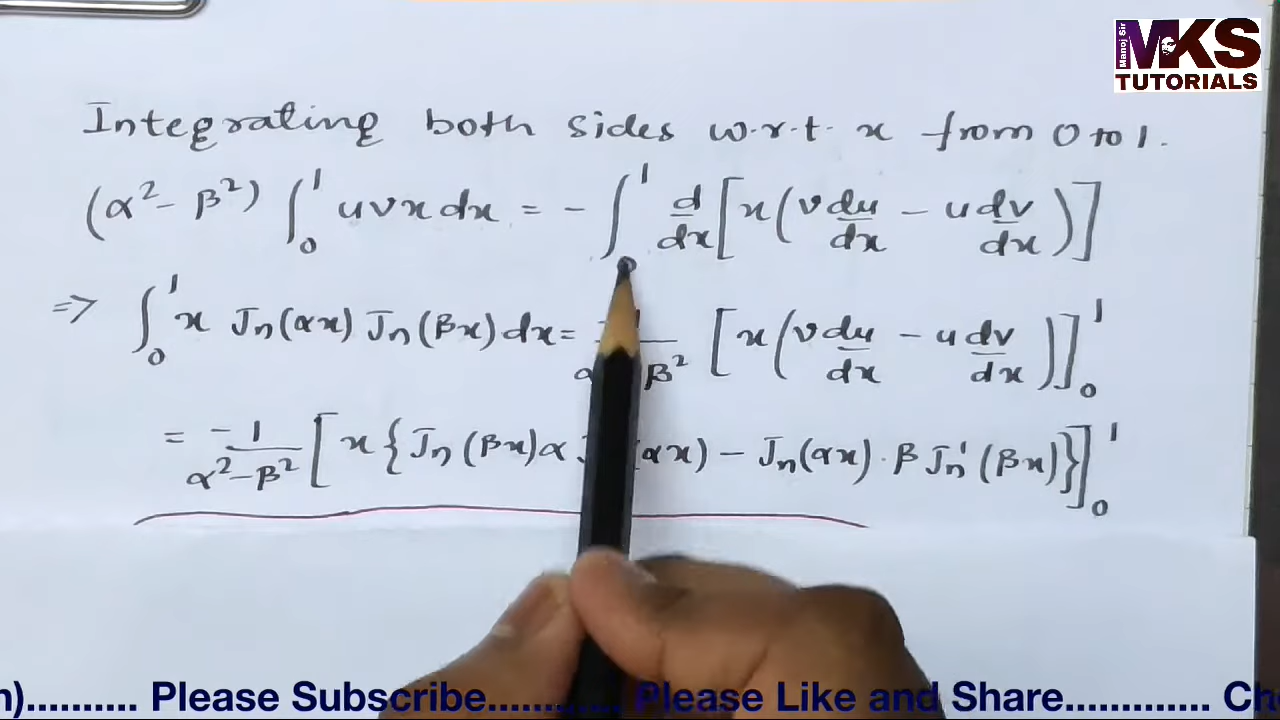 Manoj Sir
MKS
TUTORIALS
Integrating both sides w.r.t. x from 0 to 1.
(α² - β²) ∫₀¹ uvx dx = - ∫₀¹ d/dx [x(v du/dx - u dv/dx)]
⇒ ∫₀¹ x Jn(αx) Jn(βx) dx = β² [x(v du/dx - u dv/dx)]₀¹
= -1/(α²-β²) [x{Jn(βx)α (αx) - Jn(αx)·β Jn'(βx)}]₀¹
n).......... Please Subscribe............ Please Like and Share............. Ch